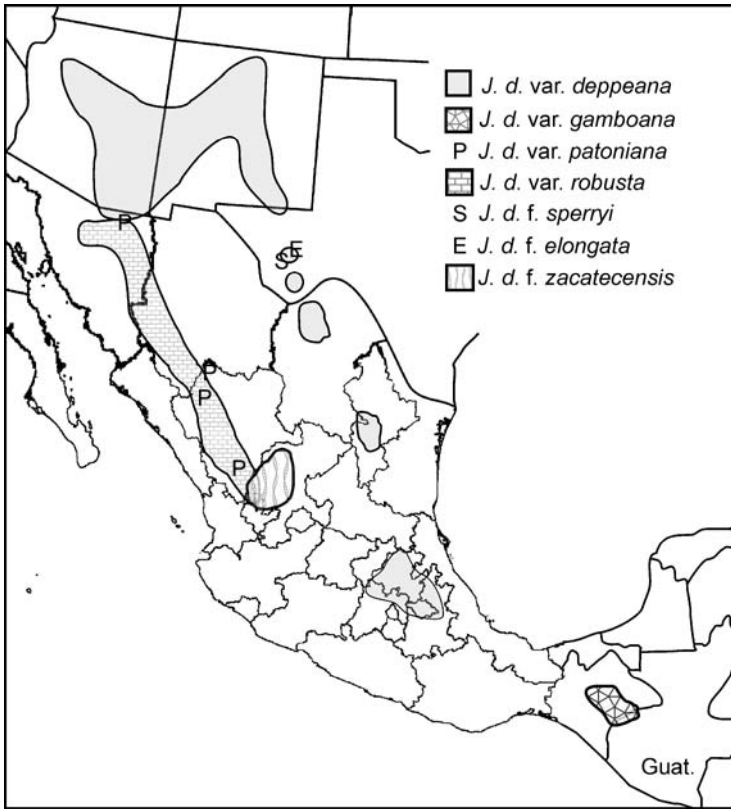 J. d. var. deppeana
J. d. var. gamboana
P J. d. var. patoniana
J. d. var. robusta
S J. d. f. sperryi
E J. d. f. elongata
J. d. f. zacatecensis
P
E
S
P
P
P
Guat.